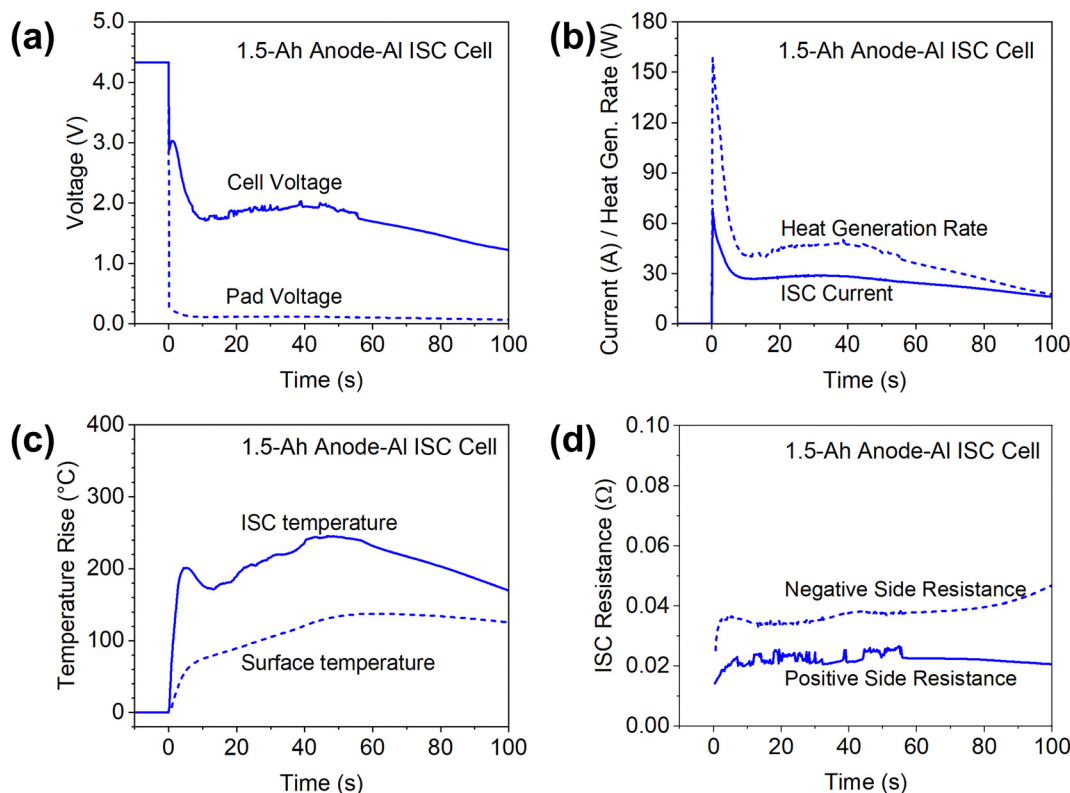 (a)
1.5-Ah Anode-Al ISC Cell
5.0
4.0
3.0
2.0
1.0
0.0
Voltage (V)
Cell Voltage
Pad Voltage
0 20 40 60 80 100
Time (s)
(b)
1.5-Ah Anode-Al ISC Cell
180
150
120
90
60
30
0
Current (A) / Heat Gen. Rate (W)
Heat Generation Rate
ISC Current
0 20 40 60 80 100
Time (s)
(c)
1.5-Ah Anode-Al ISC Cell
400
300
200
100
0
Temperature Rise (°C)
ISC temperature
Surface temperature
0 20 40 60 80 100
Time (s)
(d)
1.5-Ah Anode-Al ISC Cell
0.10
0.08
0.06
0.04
0.02
0.00
ISC Resistance (Ω)
Negative Side Resistance
Positive Side Resistance
0 20 40 60 80 100
Time (s)